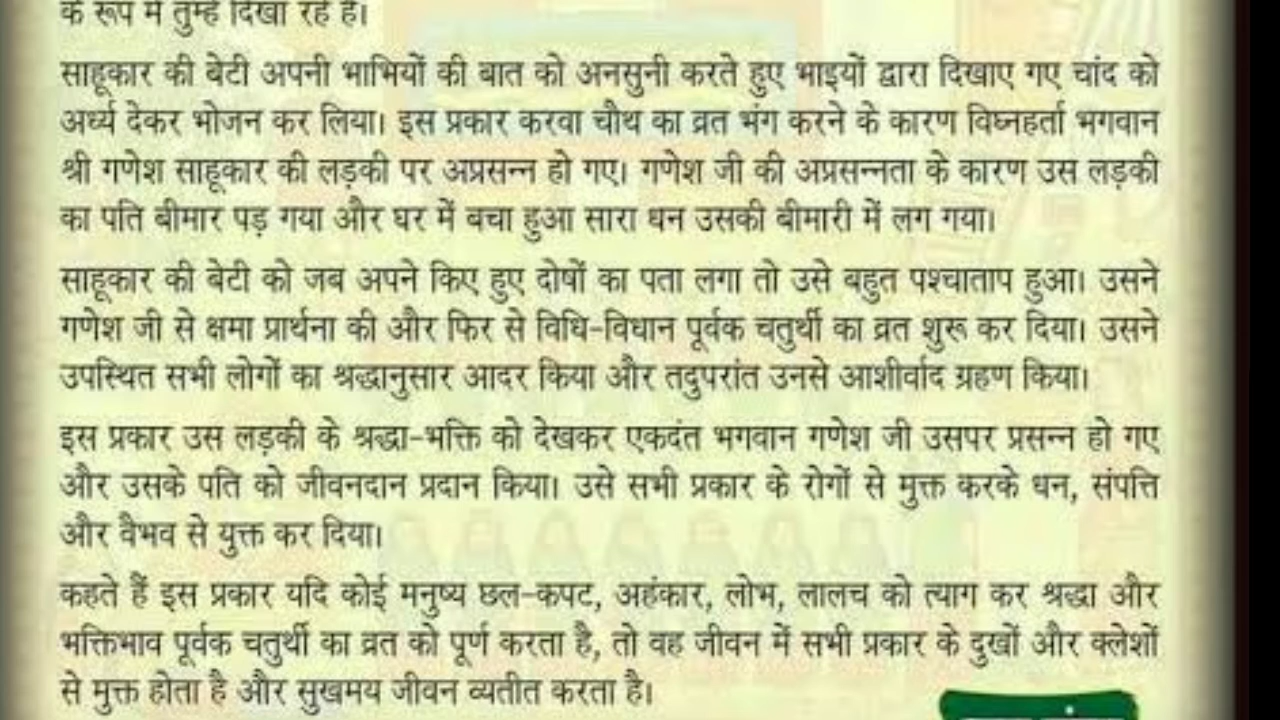 के रूप में तुम्हें दिखा रहे हैं।
साहूकार की बेटी अपनी भाभियों की बात को अनसुनी करते हुए भाइयों द्वारा दिखाए गए चांद को
अर्घ्य देकर भोजन कर लिया। इस प्रकार करवा चौथ का व्रत भंग करने के कारण विघ्नहर्ता भगवान
श्री गणेश साहूकार की लड़की पर अप्रसन्न हो गए। गणेश जी की अप्रसन्नता के कारण उस लड़की
का पति बीमार पड़ गया और घर में बचा हुआ सारा धन उसकी बीमारी में लग गया।
साहूकार की बेटी को जब अपने किए हुए दोषों का पता लगा तो उसे बहुत पश्चाताप हुआ। उसने
गणेश जी से क्षमा प्रार्थना की और फिर से विधि-विधान पूर्वक चतुर्थी का व्रत शुरू कर दिया। उसने
उपस्थित सभी लोगों का श्रद्धानुसार आदर किया और तदुपरांत उनसे आशीर्वाद ग्रहण किया।
इस प्रकार उस लड़की के श्रद्धा-भक्ति को देखकर एकदंत भगवान गणेश जी उसपर प्रसन्न हो गए
और उसके पति को जीवनदान प्रदान किया। उसे सभी प्रकार के रोगों से मुक्त करके धन, संपत्ति
और वैभव से युक्त कर दिया।
कहते हैं इस प्रकार यदि कोई मनुष्य छल-कपट, अहंकार, लोभ, लालच को त्याग कर श्रद्धा और
भक्तिभाव पूर्वक चतुर्थी का व्रत को पूर्ण करता है, तो वह जीवन में सभी प्रकार के दुखों और क्लेशों
से मुक्त होता है और सुखमय जीवन व्यतीत करता है।